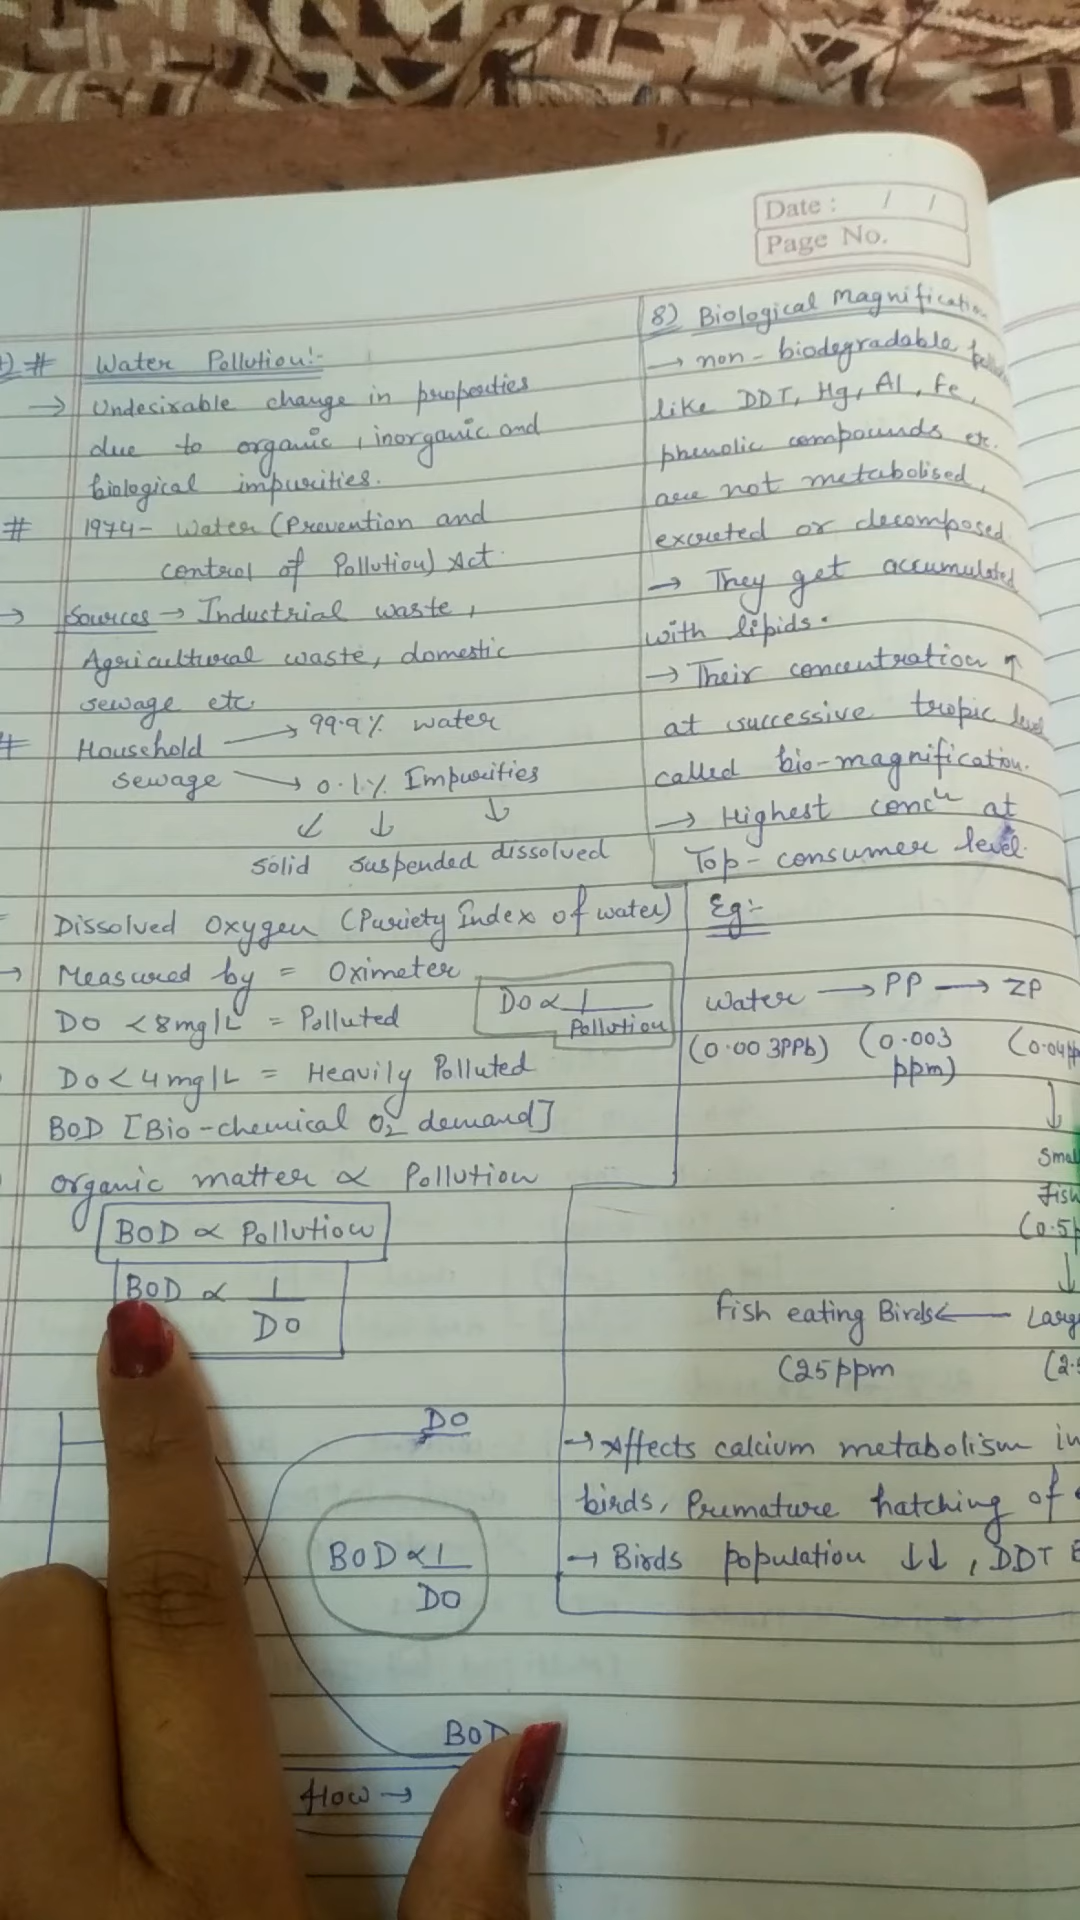 Date : / /
Page No.
#
Water Pollution:-
→ Undesirable change in properties
due to organic, inorganic and
biological impurities.
# 1974- Water (Prevention and
control of Pollution) Act.
→ Sources → Industrial waste,
Agricultural waste, domestic
sewage etc
Household → 99.9% water
sewage → 0.1% Impurities
↙ ↓ ↓
solid suspended dissolved
Dissolved oxygen (Puriety Index of water)
→ Measured by = Oximeter
DO < 8mg/L = Polluted
DO ∝ 1
Pollution
DO < 4mg/L = Heavily Polluted
BOD [Bio-chemical O2 demand]
organic matter ∝ Pollution
BOD ∝ Pollution
BOD ∝ 1
DO
DO
BOD ∝ 1
DO
BOD
flow →
8) Biological Magnification
→ non-biodegradable
like DDT, Hg, Al, Fe,
phenolic compounds etc.
are not metabolised,
excreted or decomposed.
→ They get accumulated
with lipids.
→ Their concentration ↑
at successive tropic level
called bio-magnification.
→ Highest concn at
Top-consumer level.
Eg:-
Water → PP → ZP
(0.003PPb) (0.003
ppm)
(0.04
↓
Fish
(0.5
↓
Fish eating Birds ←
(25ppm
→ Affects calcium metabolism in
birds, Premature hatching of
→ Birds population ↓↓, DDT